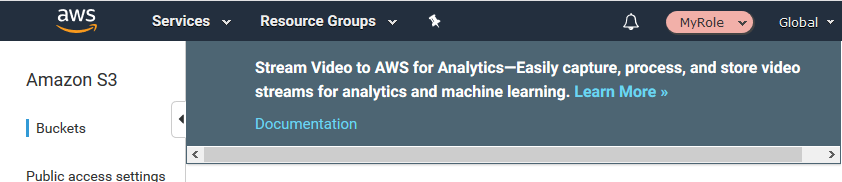 aws Services Resource Groups MyRole Global
Amazon S3
Buckets
Public access settings
Stream Video to AWS for Analytics—Easily capture, process, and store video
streams for analytics and machine learning. Learn More »
Documentation